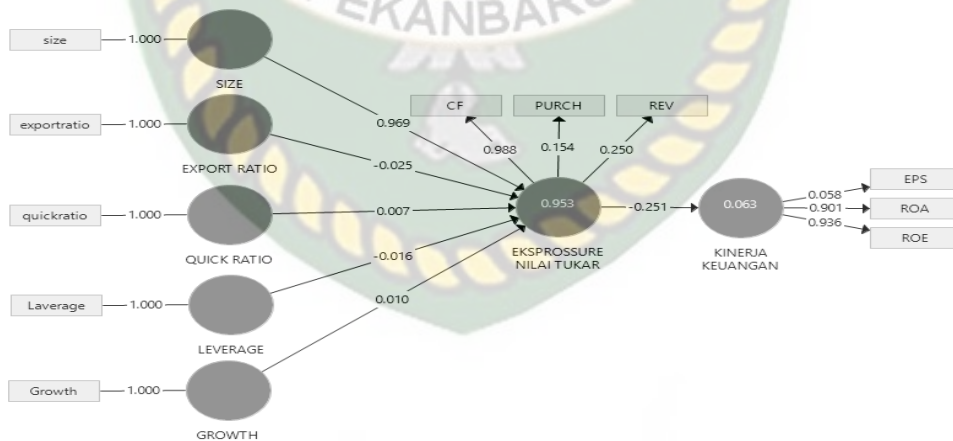 PEKANBARU
size
1.000
SIZE
exportratio
1.000
EXPORT RATIO
quickratio
1.000
QUICK RATIO
Laverage
1.000
LEVERAGE
Growth
1.000
GROWTH
0.969
-0.025
0.007
-0.016
0.010
CF
PURCH
REV
0.988
0.154
0.250
0.953
EKSPROSSURE
NILAI TUKAR
-0.251
0.063
KINERJA
KEUANGAN
0.058
0.901
0.936
EPS
ROA
ROE